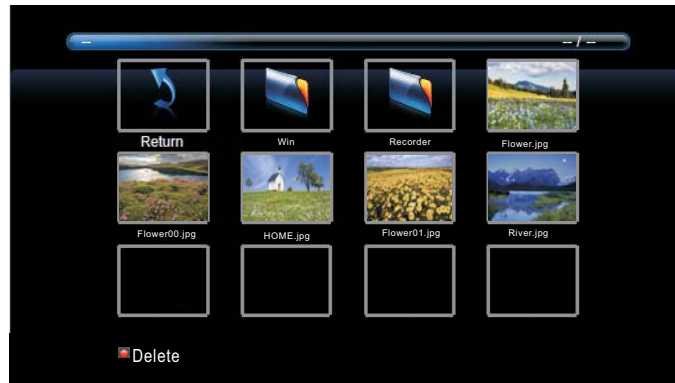 -- -- / --
Return Win Recorder Flower.jpg
Flower00.jpg HOME.jpg Flower01.jpg River.jpg
Delete